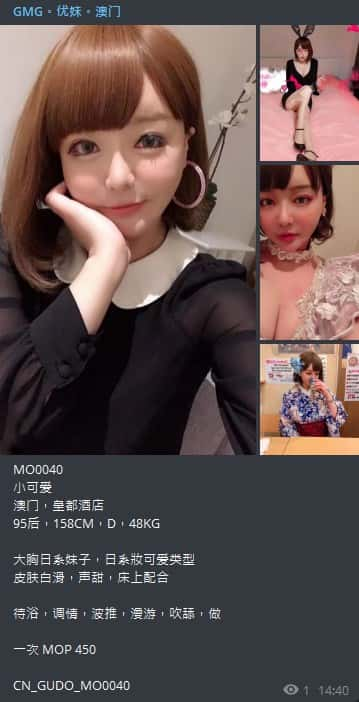 GMG。优妹。澳门
MO0040
小可爱
澳门，皇都酒店
95后，158CM，D，48KG
大胸日系妹子，日系妝可爱类型
皮肤白滑，声甜，床上配合
待浴，调情，波推，漫游，吹舔，做
一次 MOP 450
CN_GUDO_MO0040
1 14:40